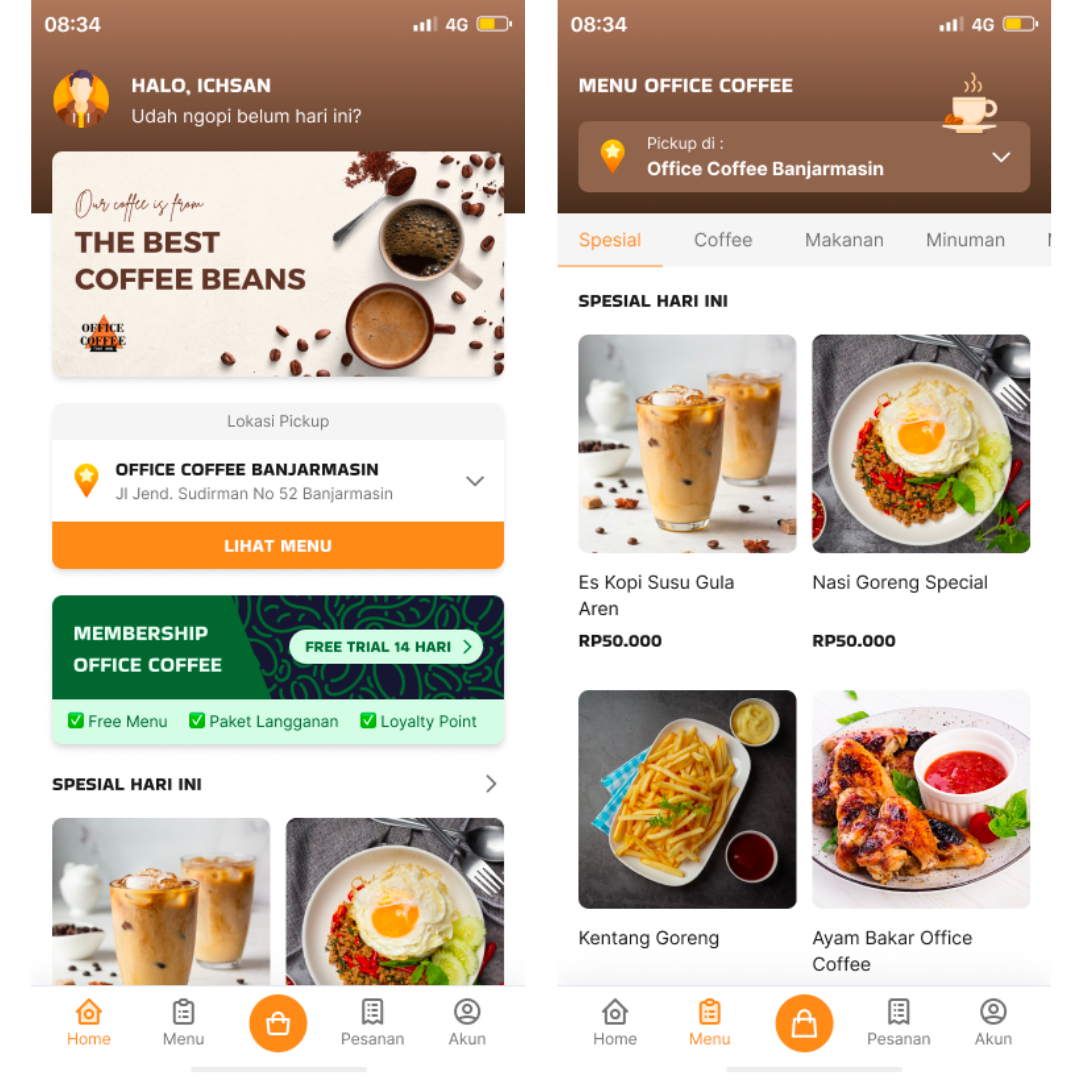 08:34
4G
HALO, ICHSAN
Udah ngopi belum hari ini?
Our coffee is from
THE BEST
COFFEE BEANS
OFFICE
COFFEE
Lokasi Pickup
OFFICE COFFEE BANJARMASIN
Jl Jend. Sudirman No 52 Banjarmasin
LIHAT MENU
MEMBERSHIP
OFFICE COFFEE
FREE TRIAL 14 HARI
Free Menu
Paket Langganan
Loyalty Point
SPESIAL HARI INI
Home
Menu
Pesanan
Akun
08:34
4G
MENU OFFICE COFFEE
Pickup di :
Office Coffee Banjarmasin
Spesial
Coffee
Makanan
Minuman
SPESIAL HARI INI
Es Kopi Susu Gula
Aren
RP50.000
Nasi Goreng Special
RP50.000
Kentang Goreng
Ayam Bakar Office
Coffee
Home
Menu
Pesanan
Akun